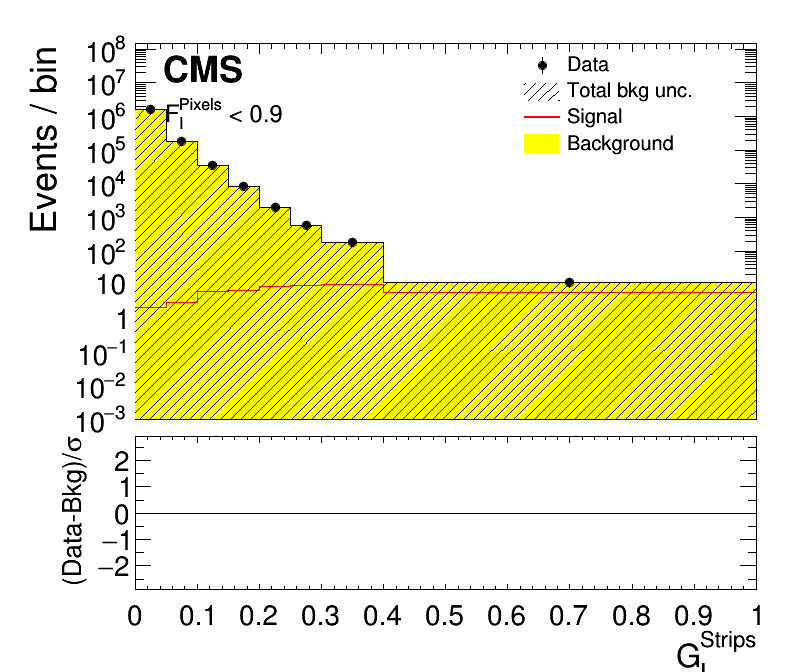 CMS
F_I^Pixels < 0.9
Data
Total bkg unc.
Signal
Background
Events / bin
10^8
10^7
10^6
10^5
10^4
10^3
10^2
10
1
10^−1
10^−2
10^−3
(Data-Bkg)/σ
2
1
0
−1
−2
0 0.1 0.2 0.3 0.4 0.5 0.6 0.7 0.8 0.9 1
G_I^Strips